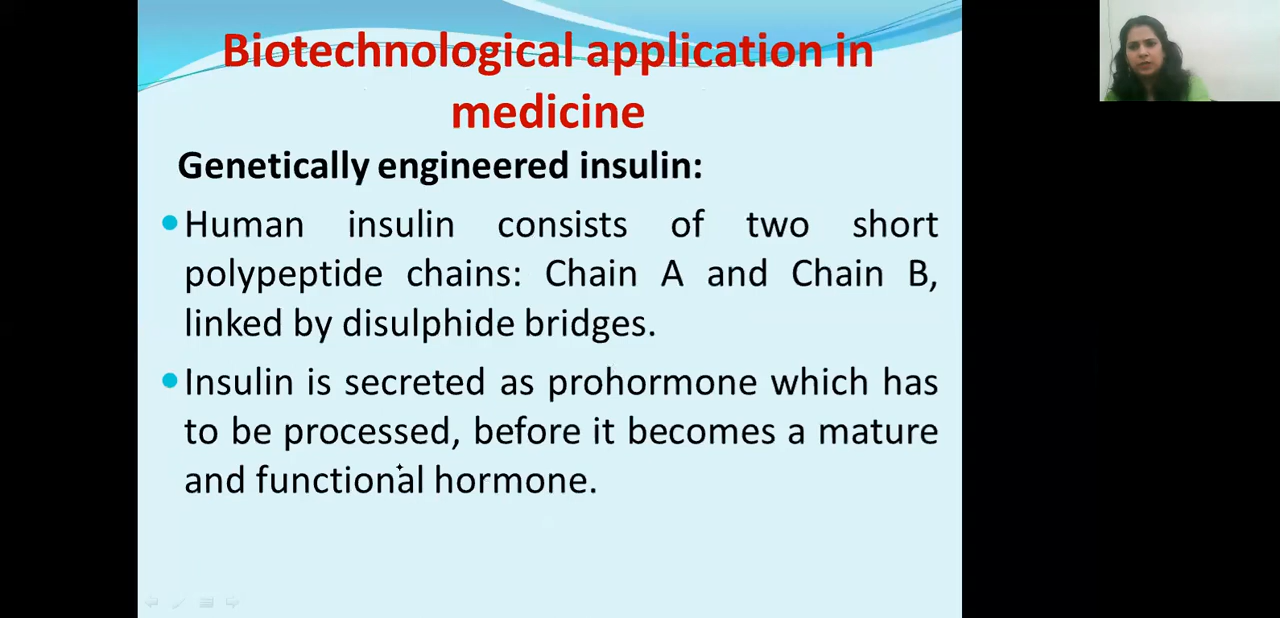 Biotechnological application in
medicine
Genetically engineered insulin:
Human insulin consists of two short
polypeptide chains: Chain A and Chain B,
linked by disulphide bridges.
Insulin is secreted as prohormone which has
to be processed, before it becomes a mature
and functional hormone.